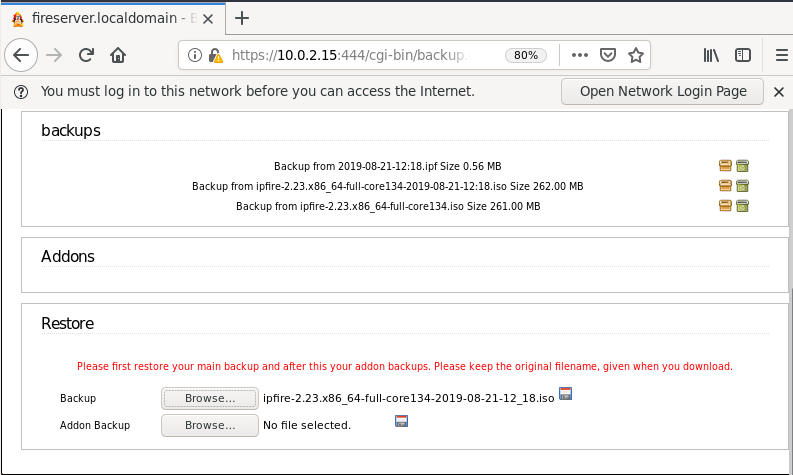 fireserver.localdomain - B
https://10.0.2.15:444/cgi-bin/backup.
80%
You must log in to this network before you can access the Internet.
Open Network Login Page
backups
Backup from 2019-08-21-12:18.ipf Size 0.56 MB
Backup from ipfire-2.23.x86_64-full-core134-2019-08-21-12:18.iso Size 262.00 MB
Backup from ipfire-2.23.x86_64-full-core134.iso Size 261.00 MB
Addons
Restore
Please first restore your main backup and after this your addon backups. Please keep the original filename, given when you download.
Backup Browse... ipfire-2.23.x86_64-full-core134-2019-08-21-12_18.iso
Addon Backup Browse... No file selected.